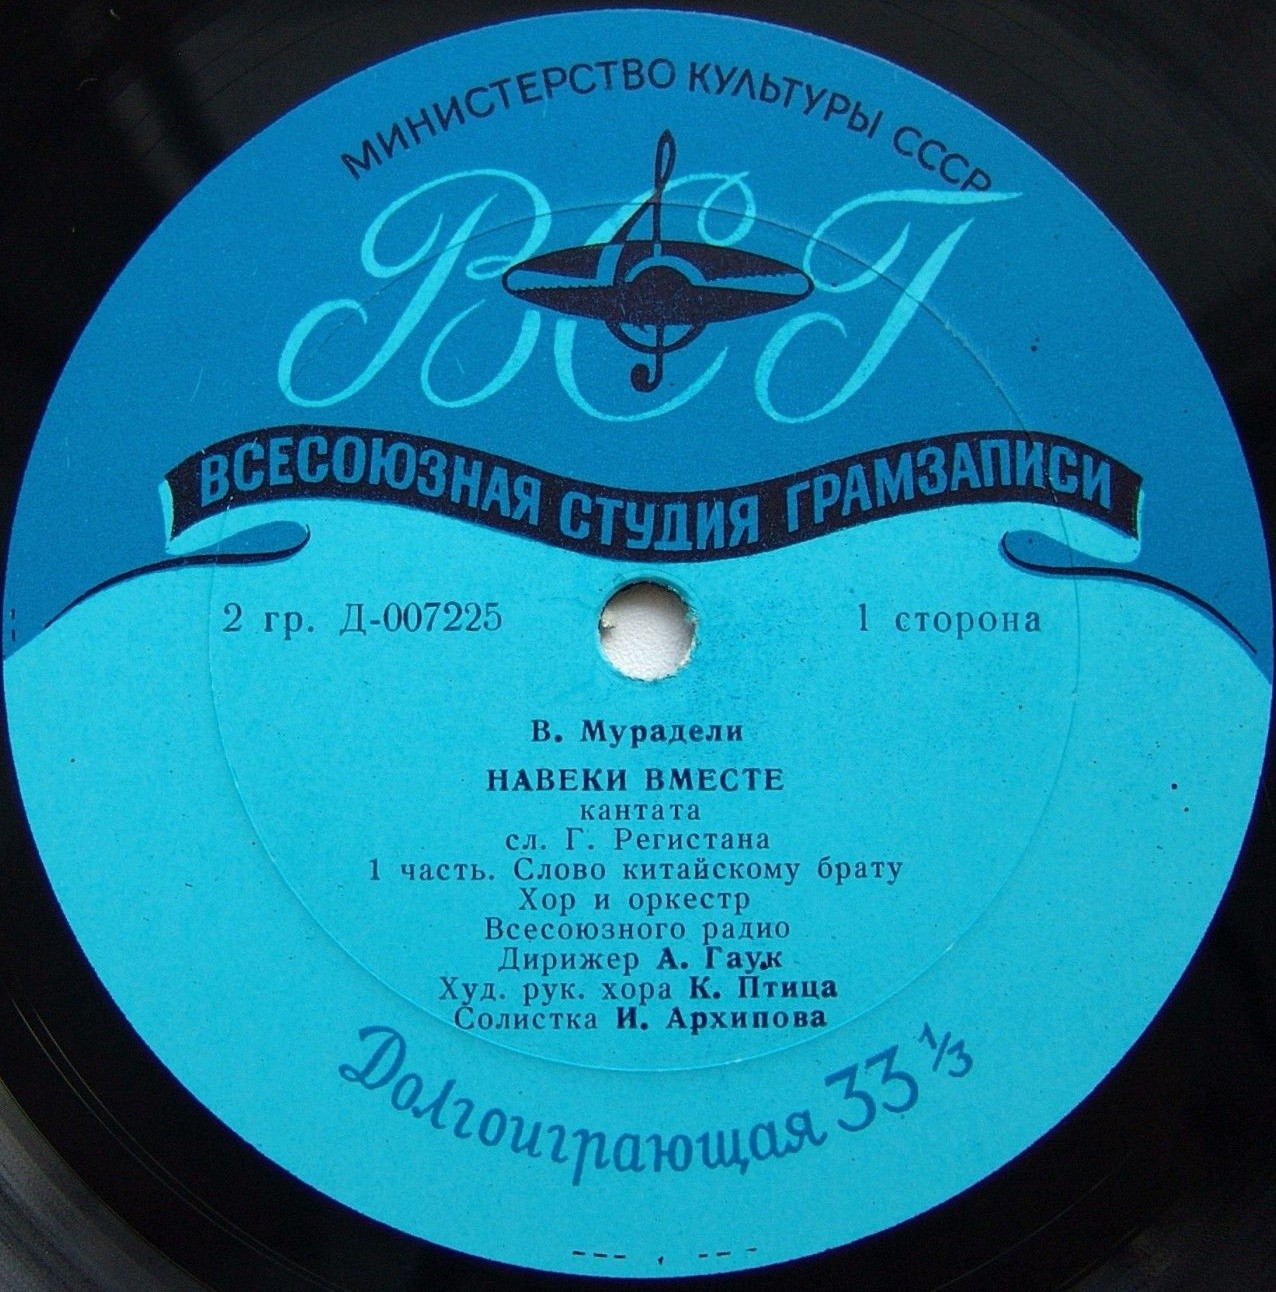 МИНИСТЕРСТВО КУЛЬТУРЫ СССР
ВСГ
ВСЕСОЮЗНАЯ СТУДИЯ ГРАМЗАПИСИ
2 гр. Д-007225
1 сторона
В. Мурадели
НАВЕКИ ВМЕСТЕ
кантата
сл. Г. Регистана
1 часть. Слово китайскому брату
Хор и оркестр
Всесоюзного радио
Дирижер А. Гаук
Худ. рук. хора К. Птица
Солистка И. Архипова
Долгоиграющая 33 1/3